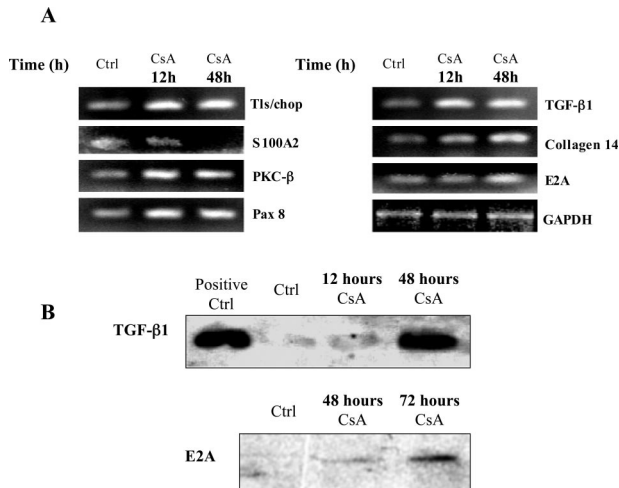 A
Time (h) Ctrl CsA 12h CsA 48h
Tls/chop
S100A2
PKC-β
Pax 8
Time (h) Ctrl CsA 12h CsA 48h
TGF-β1
Collagen 14
E2A
GAPDH
B
Positive Ctrl Ctrl 12 hours CsA 48 hours CsA
TGF-β1
Ctrl 48 hours CsA 72 hours CsA
E2A